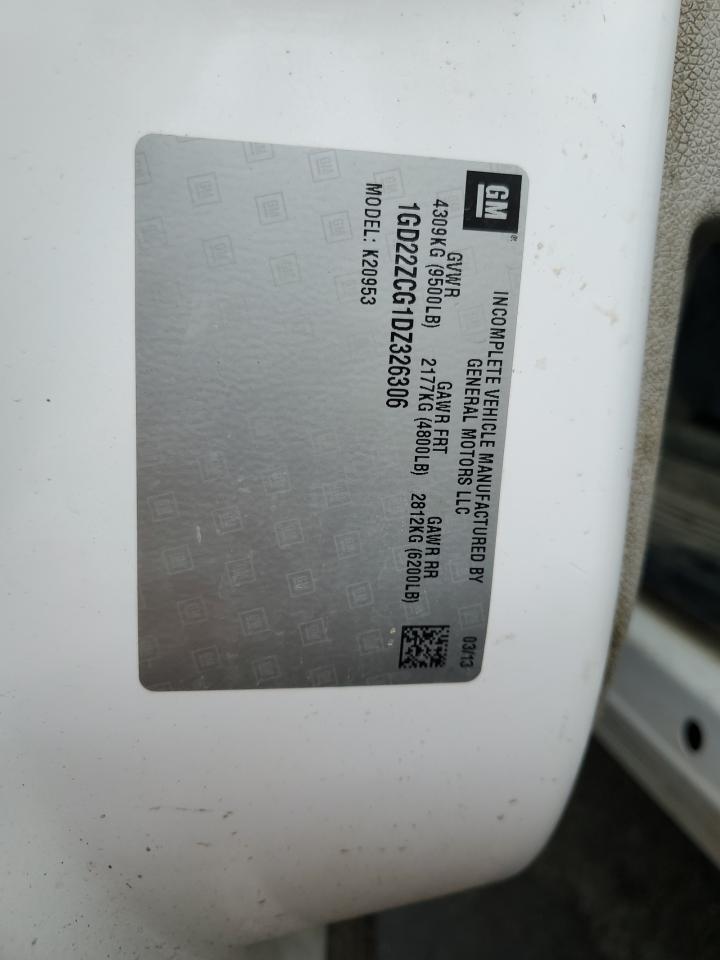 GM®
INCOMPLETE VEHICLE MANUFACTURED BY
GENERAL MOTORS LLC
03/13
GVWR GAWR FRT GAWR RR
4309KG (9500LB) 2177KG (4800LB) 2812KG (6200LB)
1GD22ZCG1DZ326306
MODEL: K20953